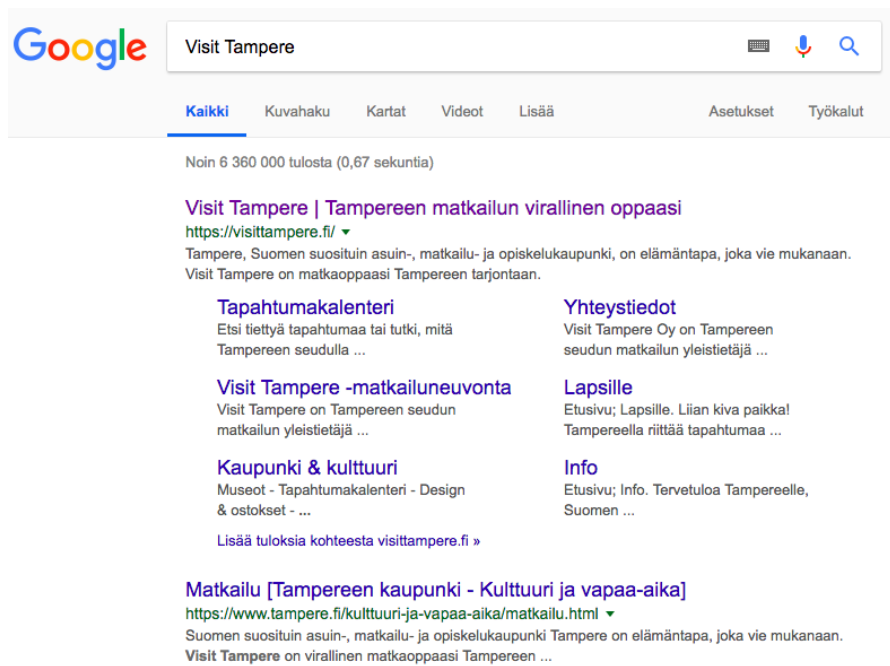 Google
Visit Tampere
Kaikki Kuvahaku Kartat Videot Lisää Asetukset Työkalut
Noin 6 360 000 tulosta (0,67 sekuntia)
Visit Tampere | Tampereen matkailun virallinen oppaasi
https://visittampere.fi/
Tampere, Suomen suosituin asuin-, matkailu- ja opiskelukaupunki, on elämäntapa, joka vie mukanaan.
Visit Tampere on matkaoppaasi Tampereen tarjontaan.
Tapahtumakalenteri
Etsi tiettyä tapahtumaa tai tutki, mitä
Tampereen seudulla ...
Yhteystiedot
Visit Tampere Oy on Tampereen
seudun matkailun yleistietäjä ...
Visit Tampere -matkailuneuvonta
Visit Tampere on Tampereen seudun
matkailun yleistietäjä ...
Lapsille
Etusivu; Lapsille. Liian kiva paikka!
Tampereella riittää tapahtumaa ...
Kaupunki & kulttuuri
Museot - Tapahtumakalenteri - Design
& ostokset - ...
Info
Etusivu; Info. Tervetuloa Tampereelle,
Suomen ...
Lisää tuloksia kohteesta visittampere.fi »
Matkailu [Tampereen kaupunki - Kulttuuri ja vapaa-aika]
https://www.tampere.fi/kulttuuri-ja-vapaa-aika/matkailu.html
Suomen suosituin asuin-, matkailu- ja opiskelukaupunki Tampere on elämäntapa, joka vie mukanaan.
Visit Tampere on virallinen matkaoppaasi Tampereen ...